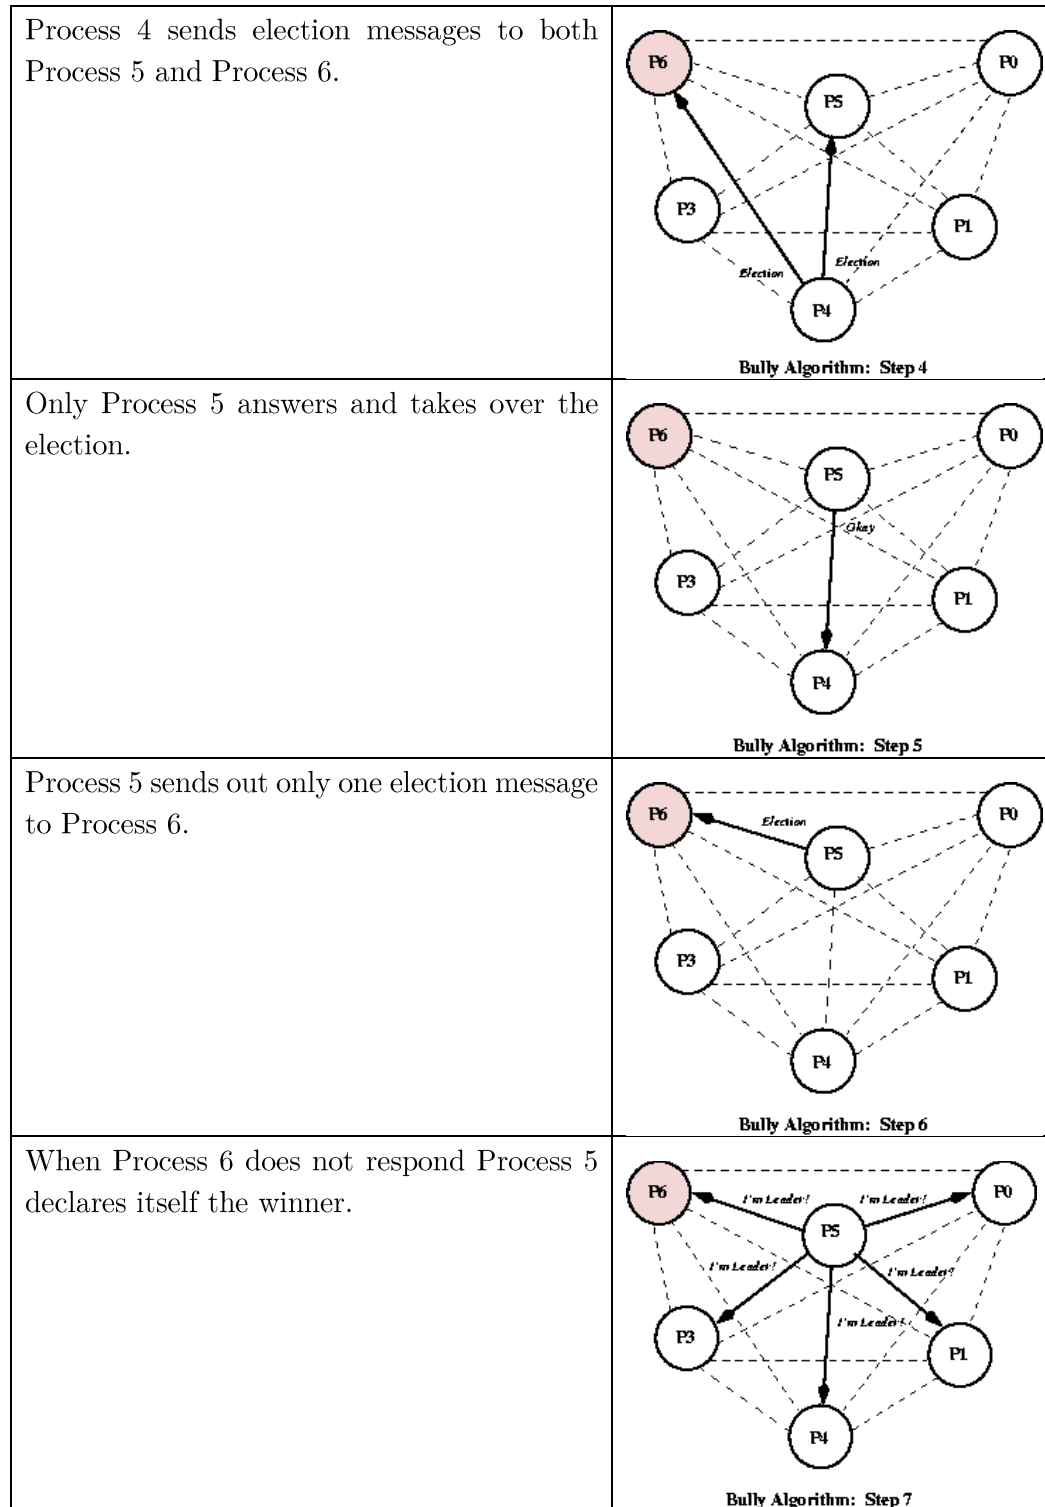 Process 4 sends election messages to both
Process 5 and Process 6.
P6
P0
P5
P3
P1
Election
Election
P4
Bully Algorithm: Step 4
Only Process 5 answers and takes over the
election.
P6
P0
P5
Okay
P3
P1
P4
Bully Algorithm: Step 5
Process 5 sends out only one election message
to Process 6.
P6
Election
P0
P5
P3
P1
P4
Bully Algorithm: Step 6
When Process 6 does not respond Process 5
declares itself the winner.
P6
I'm Leader!
I'm Leader!
P0
P5
I'm Leader!
I'm Leader!
I'm Leader!
P3
P1
P4
Bully Algorithm: Step 7